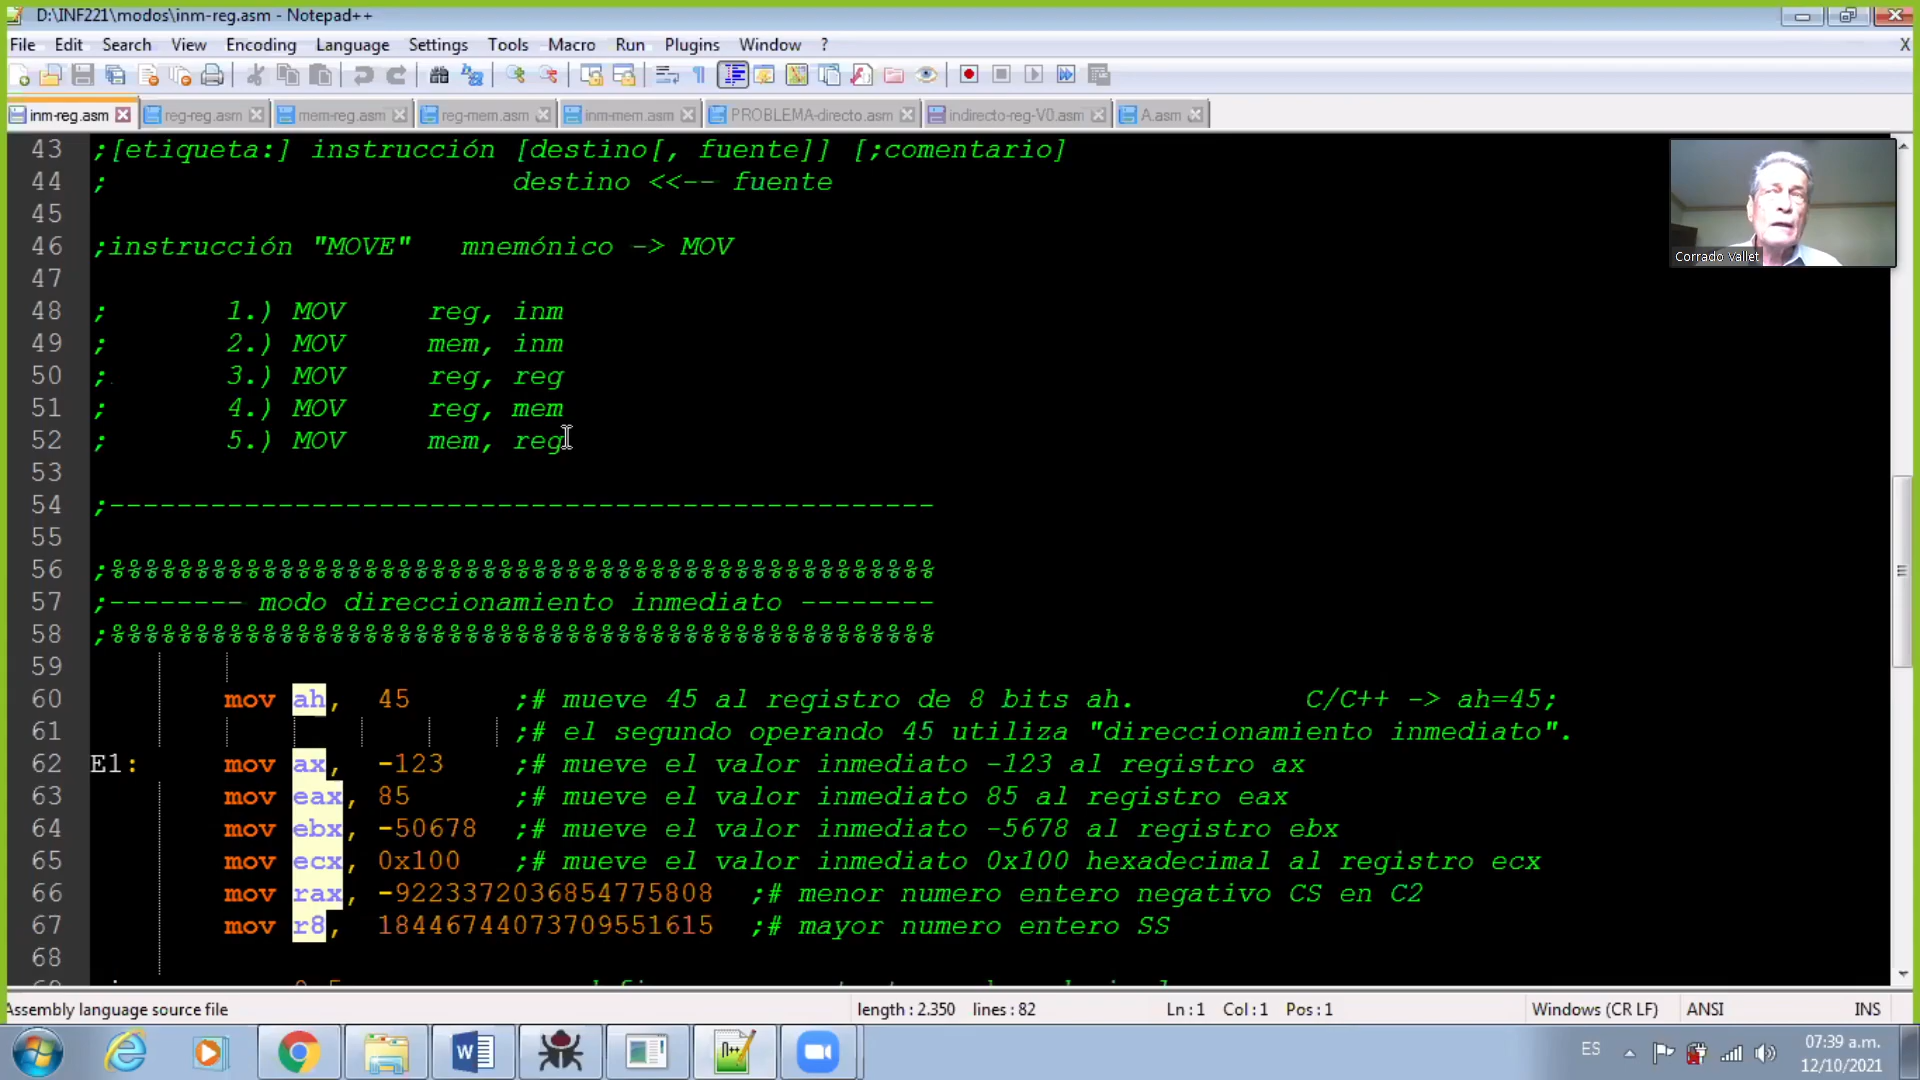 D:\INF221\modos\inm-reg.asm - Notepad++
File Edit Search View Encoding Language Settings Tools Macro Run Plugins Window ? X
inm-reg.asm reg-reg.asm mem-reg.asm reg-mem.asm inm-mem.asm PROBLEMA-directo.asm indirecto-reg-V0.asm A.asm
43 ;[etiqueta:] instrucción [destino[, fuente]] [;comentario]
44 ; destino <<-- fuente
45
46 ;instrucción "MOVE" mnemónico -> MOV
47
48 ; 1.) MOV reg, inm
49 ; 2.) MOV mem, inm
50 ; 3.) MOV reg, reg
51 ; 4.) MOV reg, mem
52 ; 5.) MOV mem, reg
53
54 ;-------------------------------------------------
55
56 ;%%%%%%%%%%%%%%%%%%%%%%%%%%%%%%%%%%%%%%%%%%%%%%%%%
57 ;-------- modo direccionamiento inmediato --------
58 ;%%%%%%%%%%%%%%%%%%%%%%%%%%%%%%%%%%%%%%%%%%%%%%%%%
59
60 mov ah, 45 ;# mueve 45 al registro de 8 bits ah. C/C++ -> ah=45;
61 ;# el segundo operando 45 utiliza "direccionamiento inmediato".
62 E1: mov ax, -123 ;# mueve el valor inmediato -123 al registro ax
63 mov eax, 85 ;# mueve el valor inmediato 85 al registro eax
64 mov ebx, -50678 ;# mueve el valor inmediato -5678 al registro ebx
65 mov ecx, 0x100 ;# mueve el valor inmediato 0x100 hexadecimal al registro ecx
66 mov rax, -9223372036854775808 ;# menor numero entero negativo CS en C2
67 mov r8, 18446744073709551615 ;# mayor numero entero SS
68
Corrado Vallet
Assembly language source file length : 2.350 lines : 82 Ln : 1 Col : 1 Pos : 1 Windows (CR LF) ANSI INS
ES
07:39 a.m.
12/10/2021